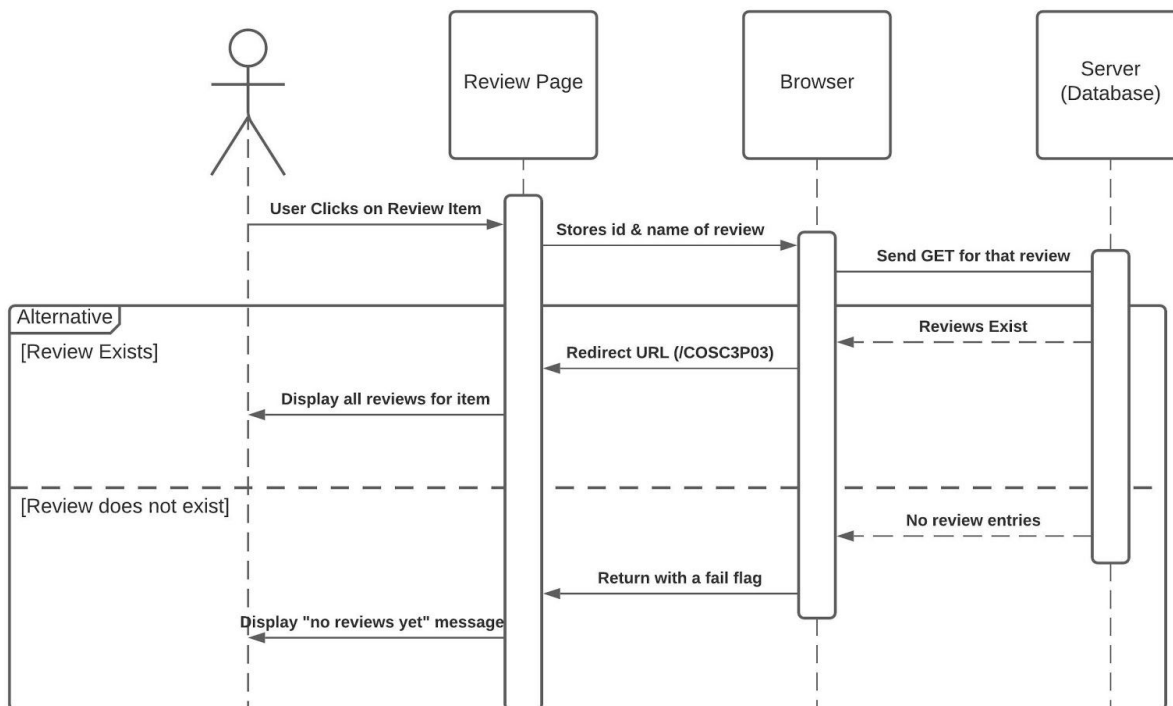 Review Page
Browser
Server
(Database)
User Clicks on Review Item
Stores id & name of review
Send GET for that review
Alternative
[Review Exists]
Reviews Exist
Redirect URL (/COSC3P03)
Display all reviews for item
[Review does not exist]
No review entries
Return with a fail flag
Display "no reviews yet" message